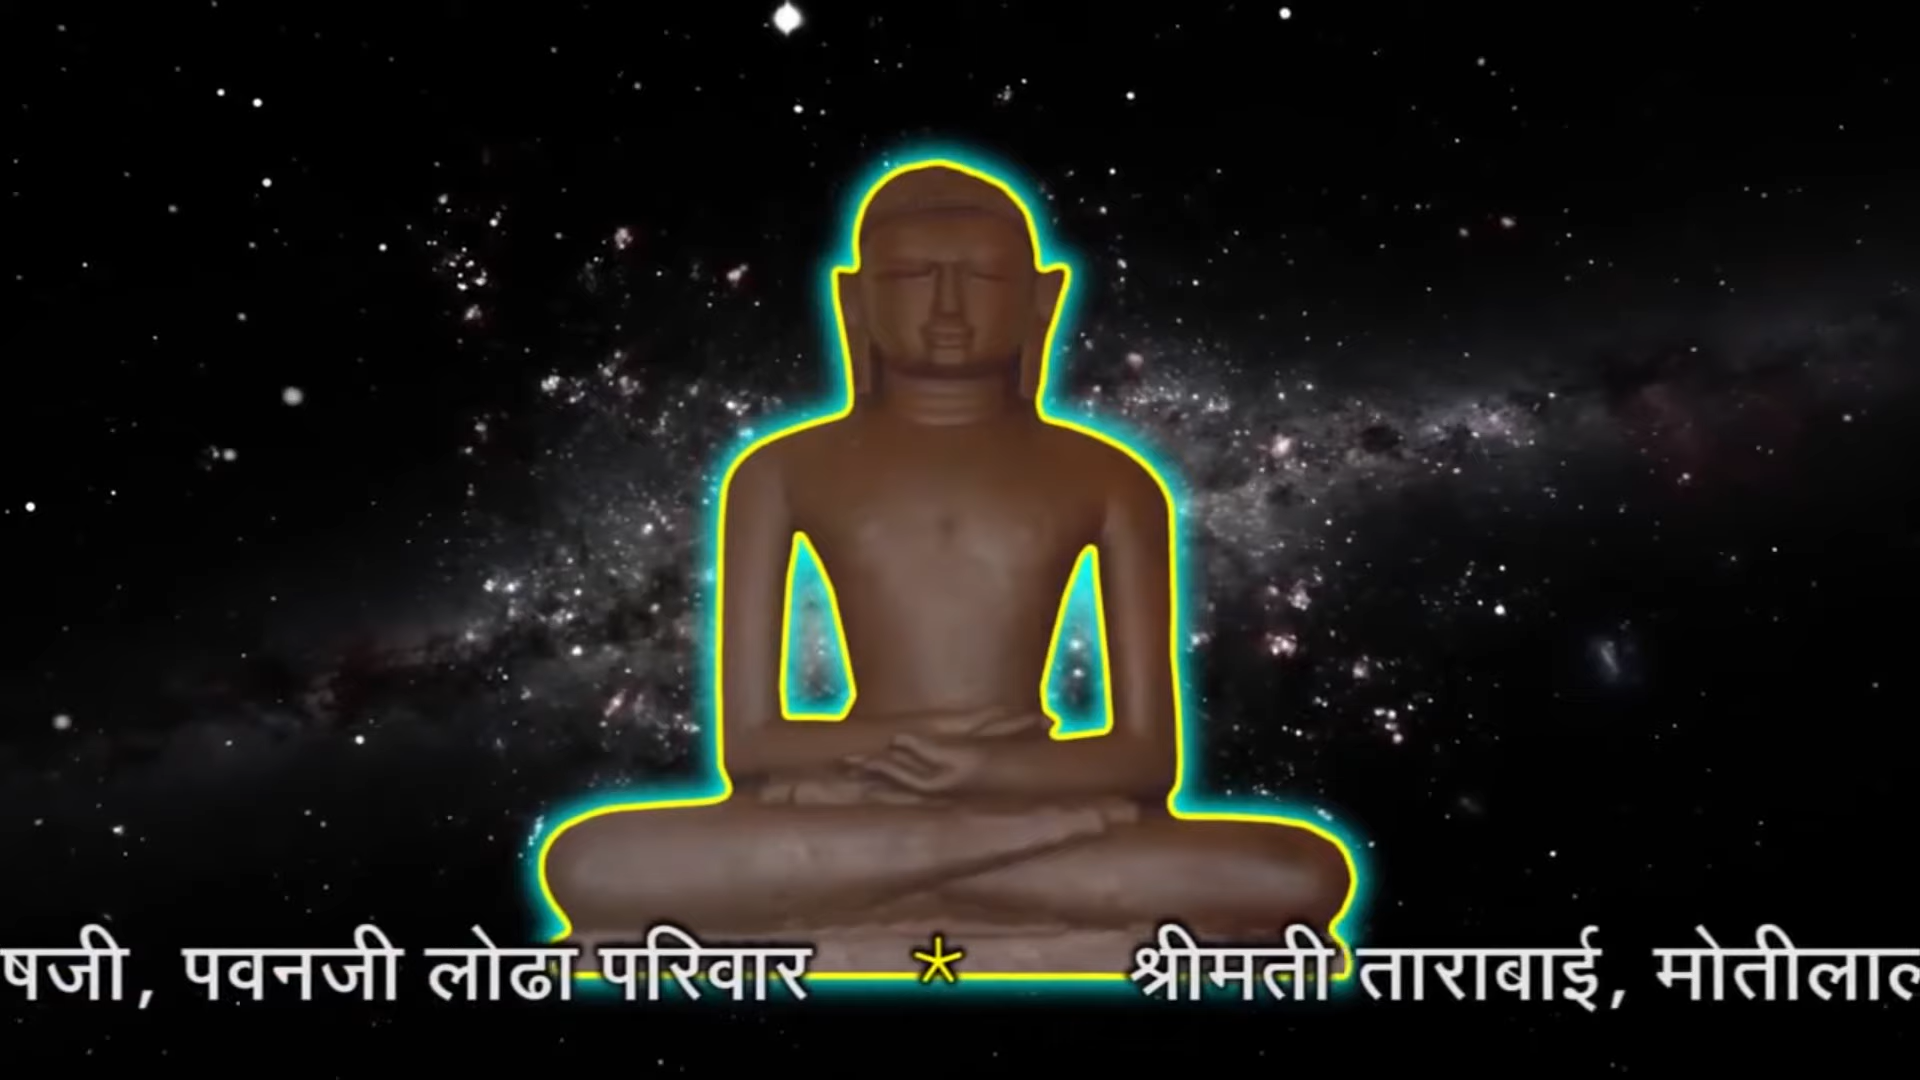 षजी, पवनजी लोढा परिवार * श्रीमती ताराबाई, मोतीलाल